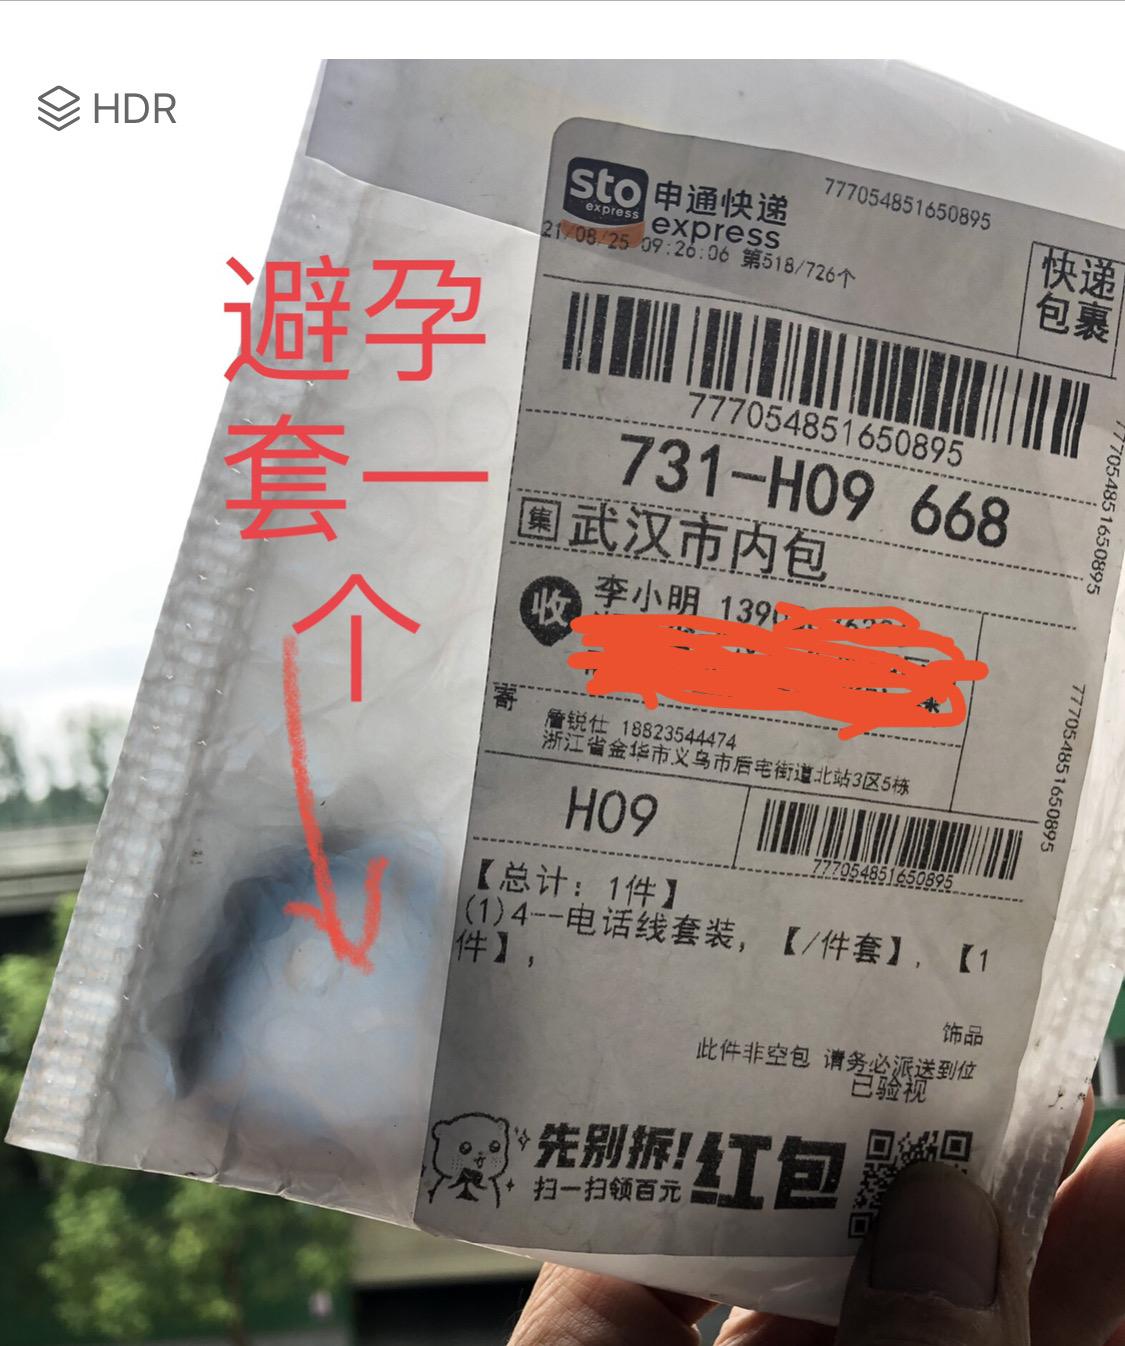 HDR
sto
express
申通快递
express
777054851650895
21/08/25 09:26:06 第518/726个
快递
包裹
777054851650895
777054851650895
731-H09 668
集 武汉市内包
收 李小明
寄
詹锐仕 18823544474
浙江省金华市义乌市后宅街道北站3区5栋
777054851650895
H09
777054851650895
【总计：1件】
(1)4--电话线套装，【/件套】，【1
件】，
饰品
此件非空包 请务必派送到位
已验视
先别拆!
扫一扫领百元
红包
避孕
套一
个